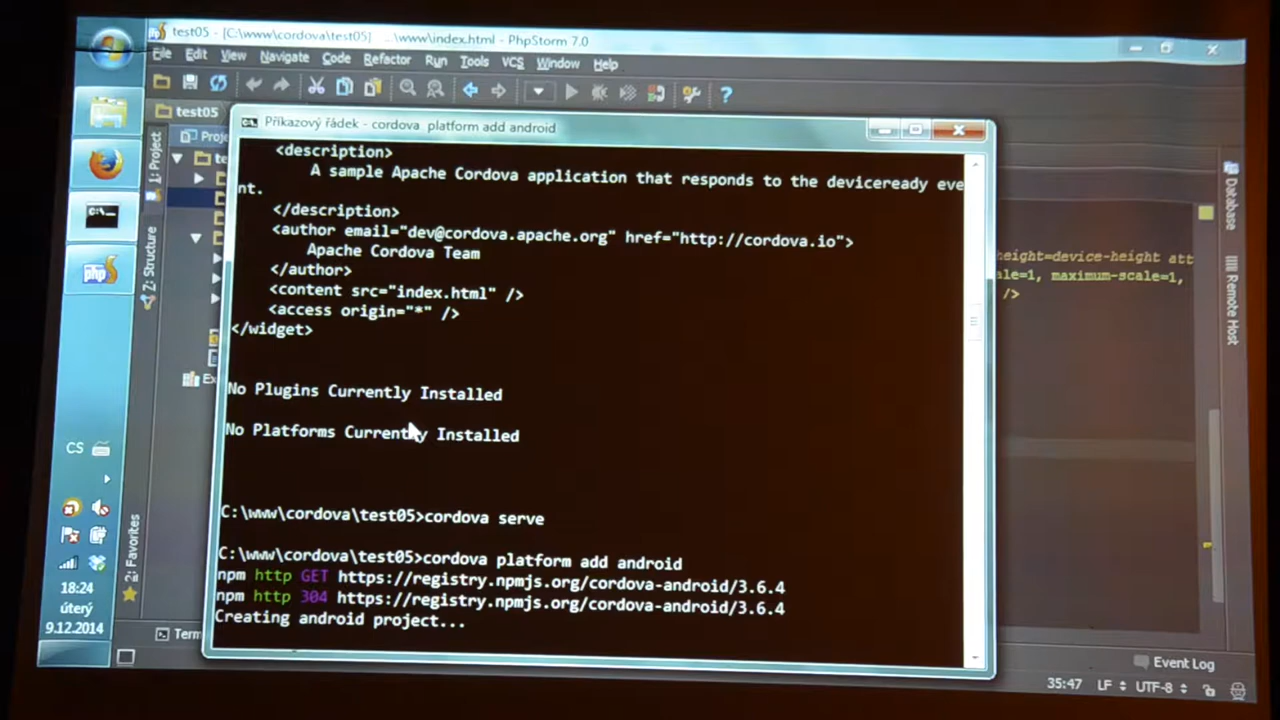 test05 - [C:\www\cordova\test05] ...\www\index.html - PhpStorm 7.0
File Edit View Navigate Code Refactor Run Tools VCS Window Help
test05
Příkazový řádek - cordova platform add android
1: Project
Proje
te
Ex
Z: Structure
2: Favorites
Database
Remote Host
<description>
A sample Apache Cordova application that responds to the deviceready eve
nt.
</description>
<author email="dev@cordova.apache.org" href="http://cordova.io">
Apache Cordova Team
</author>
<content src="index.html" />
<access origin="*" />
</widget>
No Plugins Currently Installed
No Platforms Currently Installed
C:\www\cordova\test05>cordova serve
C:\www\cordova\test05>cordova platform add android
npm http GET https://registry.npmjs.org/cordova-android/3.6.4
npm http 304 https://registry.npmjs.org/cordova-android/3.6.4
Creating android project...
height=device-height att
ale=1, maximum-scale=1,
/>
C:\...
php
CS
18:24
úterý
9.12.2014
Term
Event Log
35:47 LF UTF-8